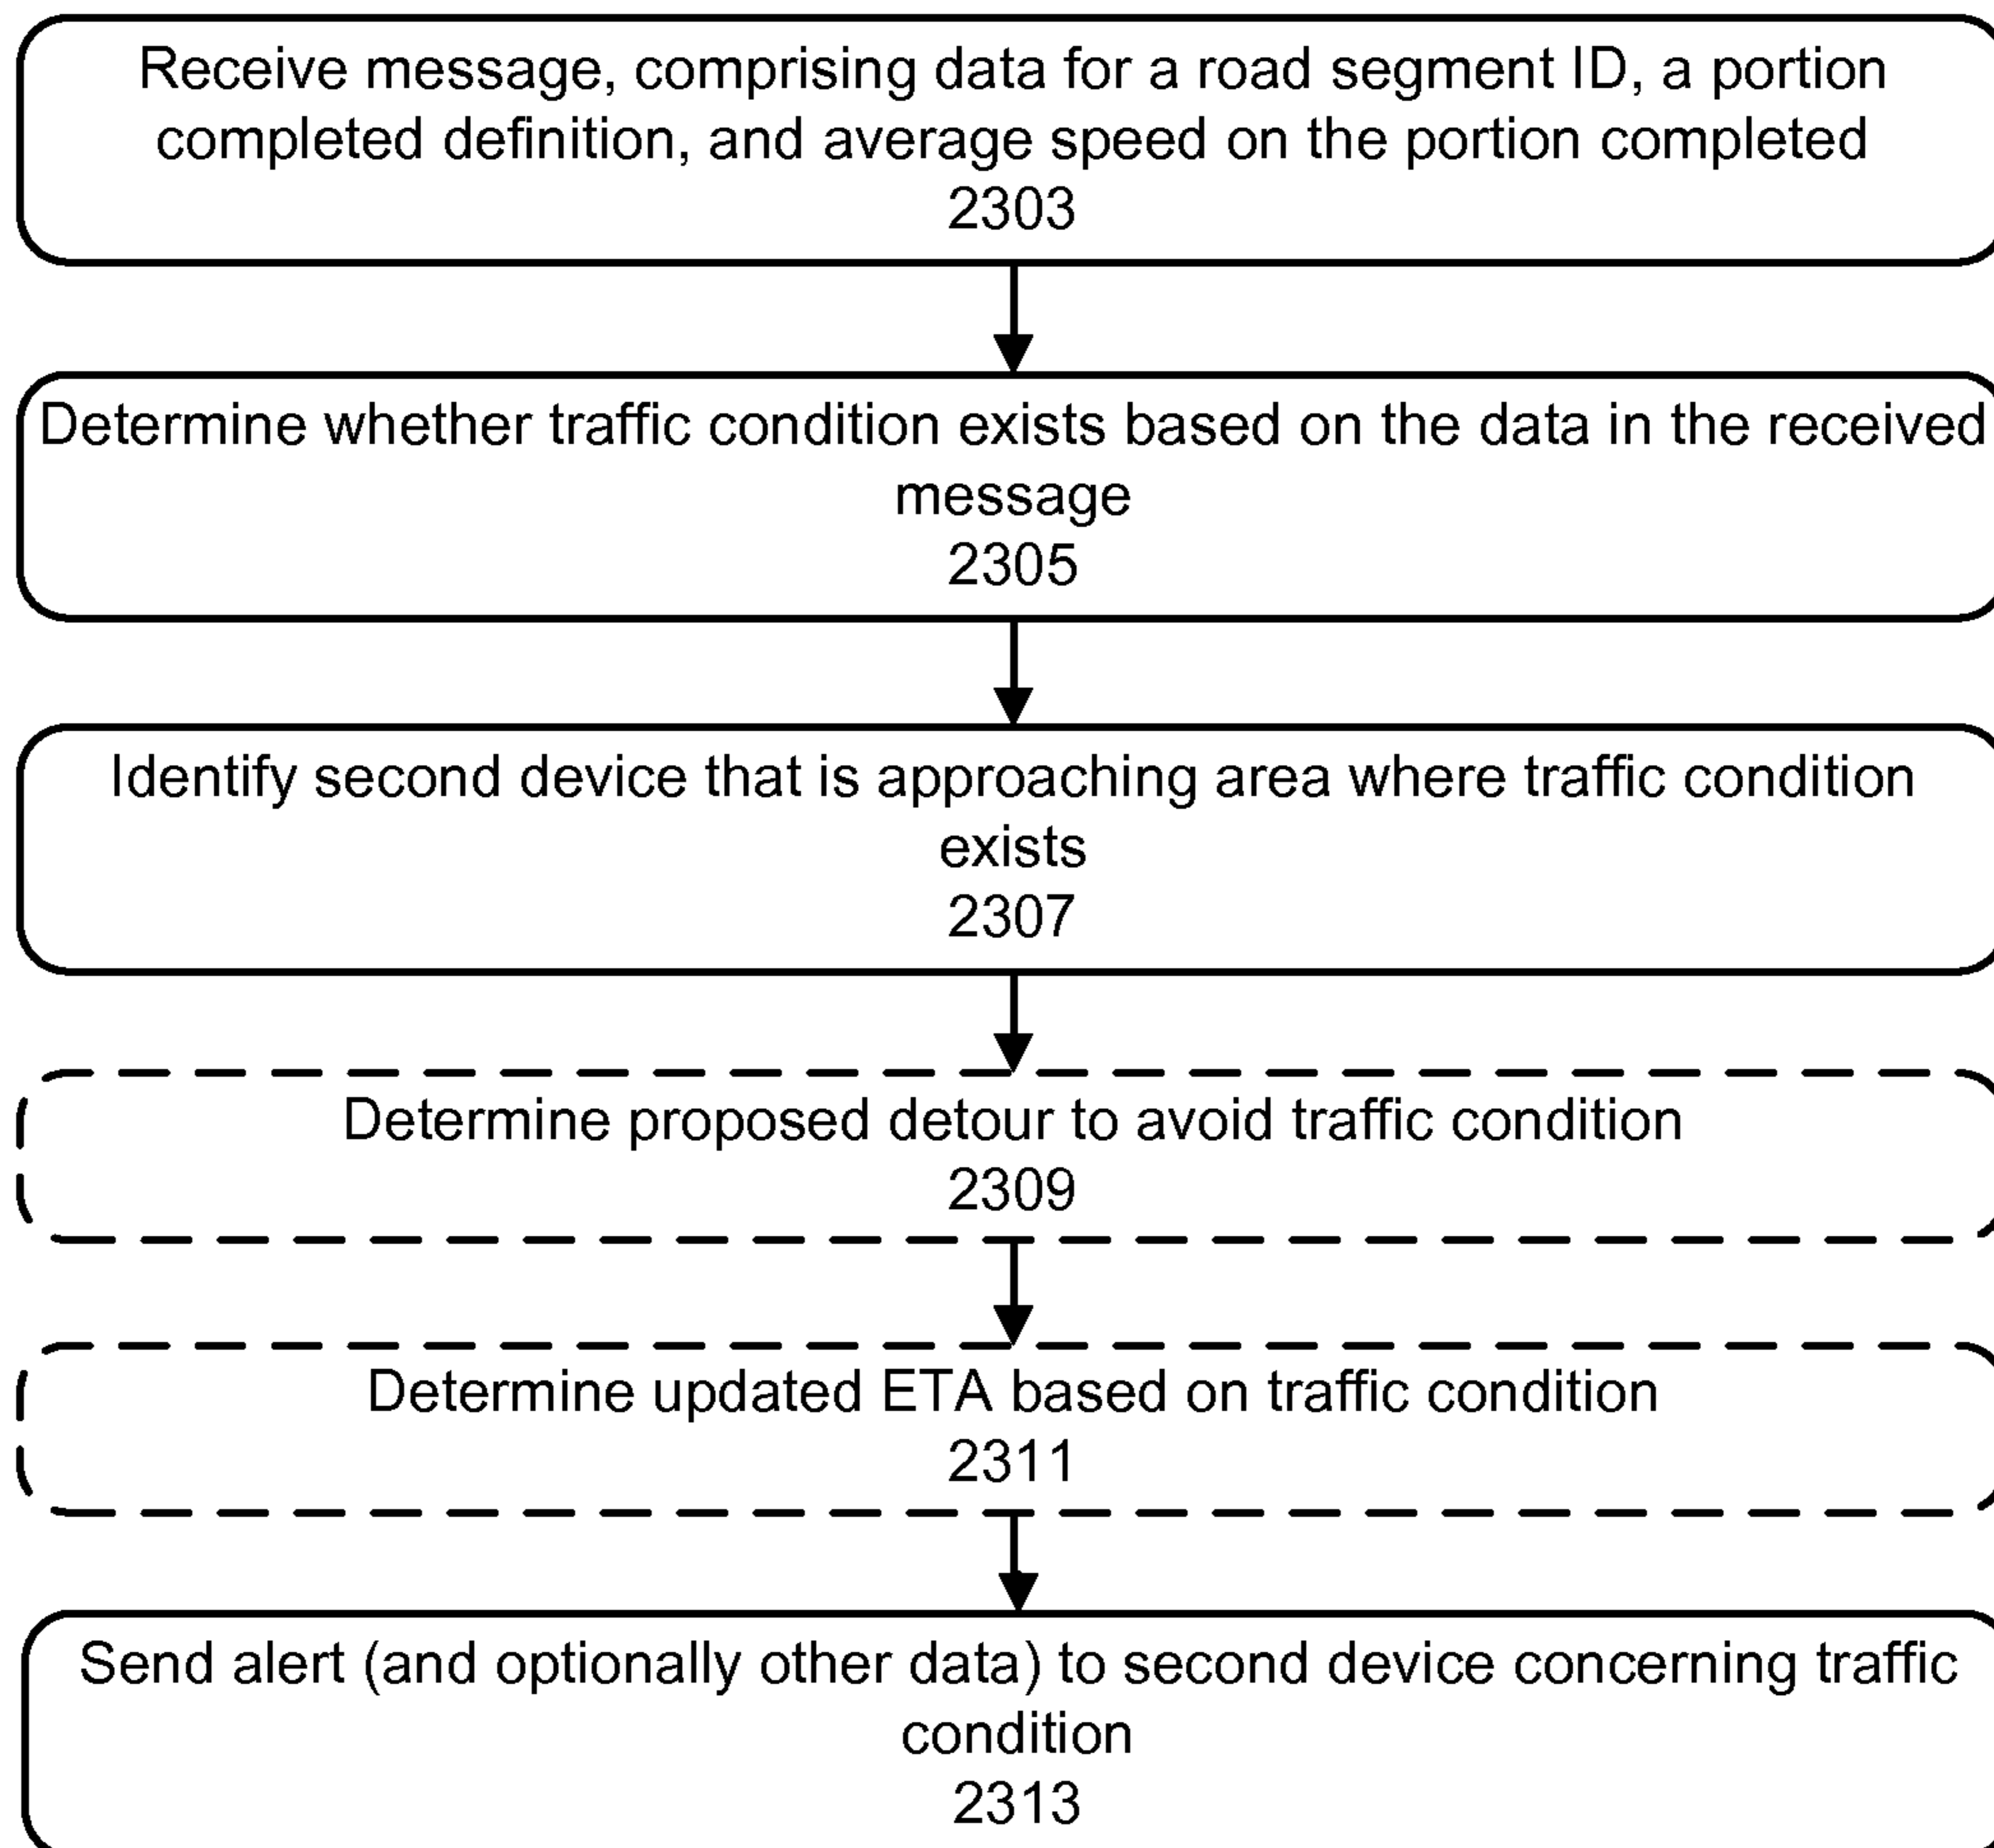 Receive message, comprising data for a road segment ID, a portion
completed definition, and average speed on the portion completed
2303
Determine whether traffic condition exists based on the data in the received
message
2305
Identify second device that is approaching area where traffic condition
exists
2307
Determine proposed detour to avoid traffic condition
2309
Determine updated ETA based on traffic condition
2311
Send alert (and optionally other data) to second device concerning traffic
condition
2313